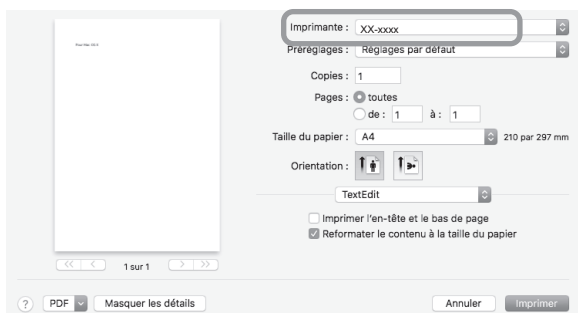 Imprimante : XX-xxxx
Préréglages : Réglages par défaut
Copies : 1
Pages : toutes
de : 1 à : 1
Taille du papier : A4 210 par 297 mm
Orientation :
TextEdit
Imprimer l'en-tête et le bas de page
Reformater le contenu à la taille du papier
<< < 1 sur 1 > >>
? PDF Masquer les détails Annuler Imprimer